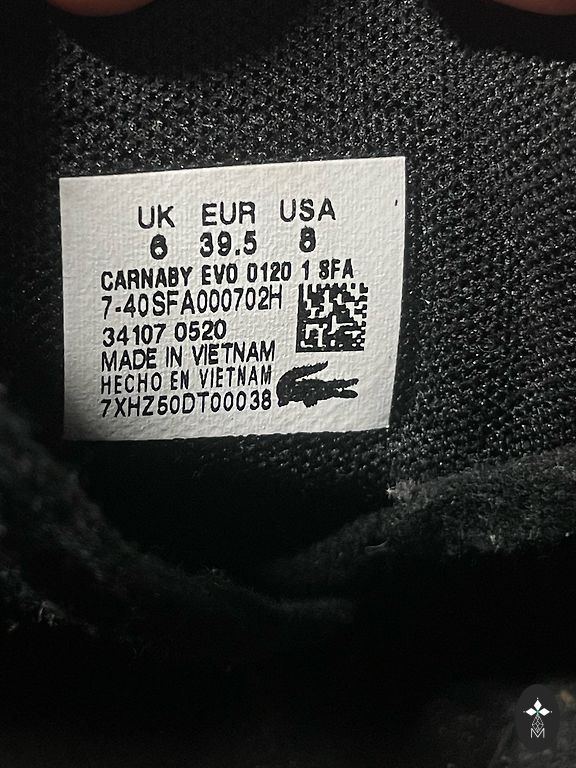 UK EUR USA
6 39.5 8
CARNABY EVO 0120 1 SFA
7-40SFA000702H
34107 0520
MADE IN VIETNAM
HECHO EN VIETNAM
7XHZ50DT00038
M